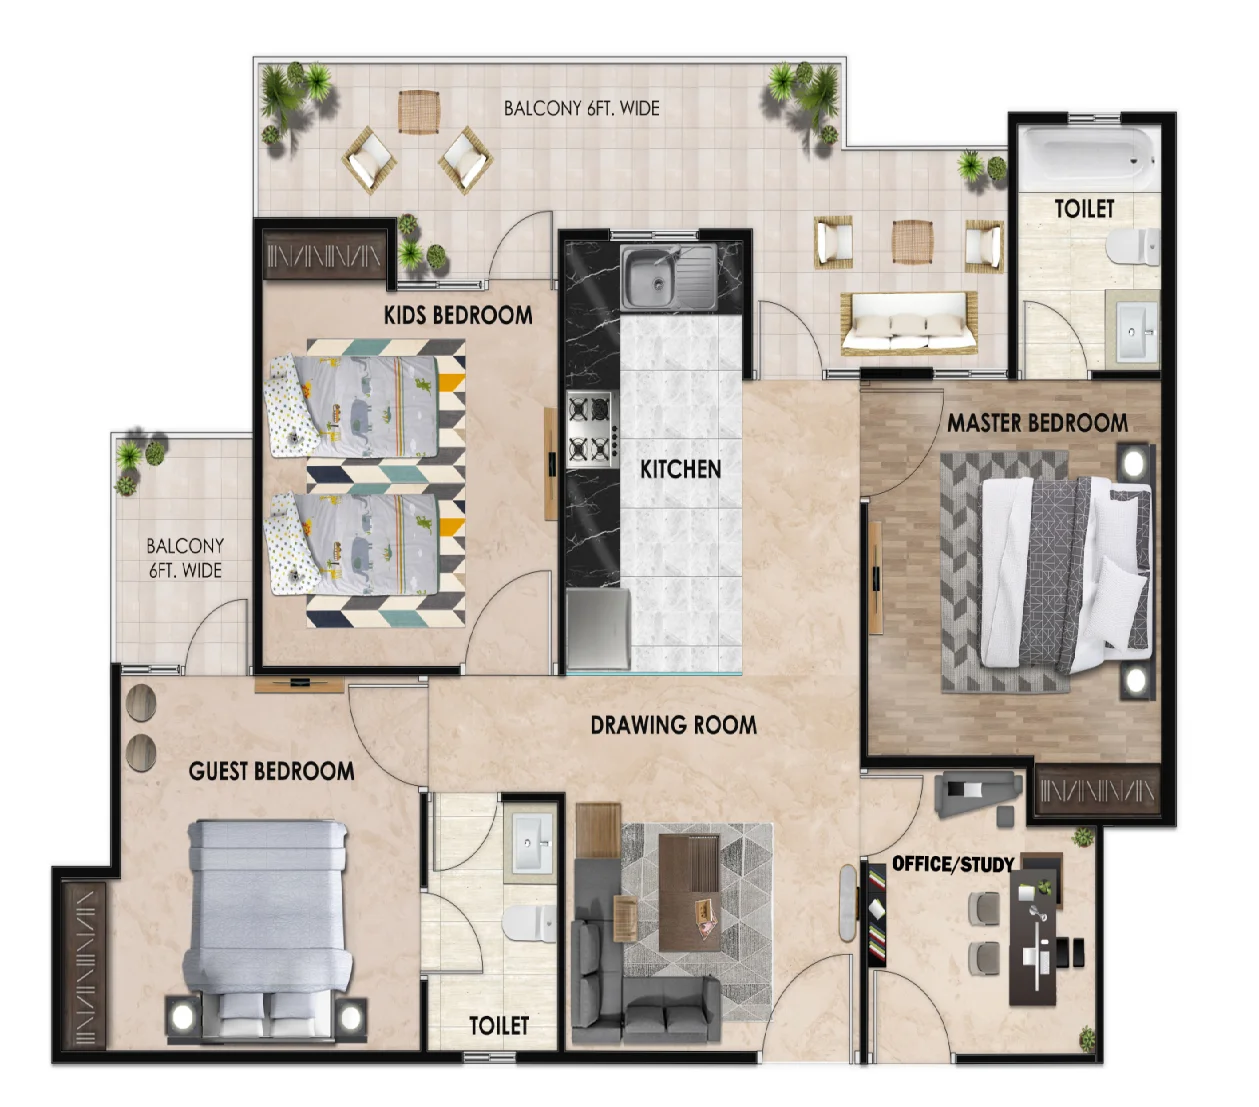 BALCONY 6FT. WIDE
TOILET
KIDS BEDROOM
MASTER BEDROOM
KITCHEN
BALCONY
6FT. WIDE
DRAWING ROOM
GUEST BEDROOM
OFFICE/STUDY
TOILET